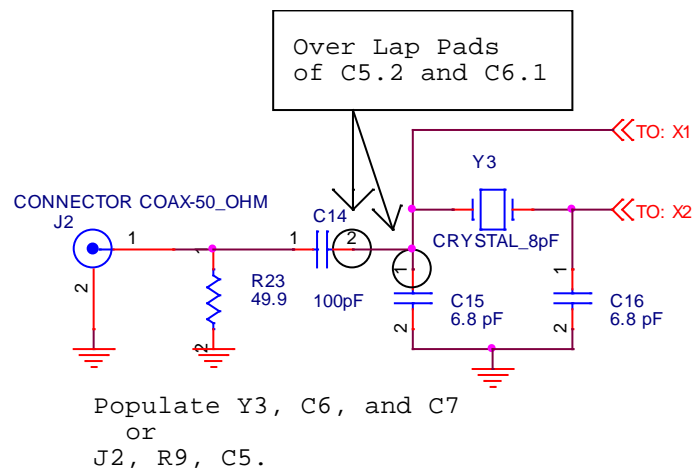 Over Lap Pads
of C5.2 and C6.1
TO: X1
Y3
CONNECTOR COAX-50_OHM
J2
C14
TO: X2
1
1
1
2
CRYSTAL_8pF
1
1
2
R23
49.9
100pF
C15
6.8 pF
C16
6.8 pF
2
2
2
Populate Y3, C6, and C7
or
J2, R9, C5.